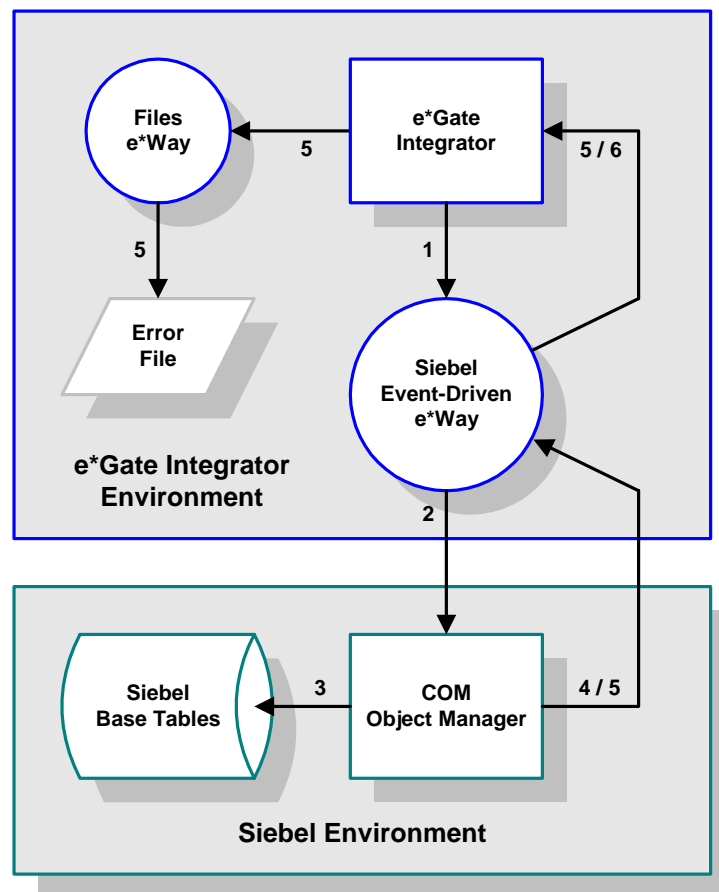 Files
e*Way
e*Gate
Integrator
5
5 / 6
5
1
Error
File
Siebel
Event-Driven
e*Way
e*Gate Integrator
Environment
2
Siebel
Base Tables
3
COM
Object Manager
4 / 5
Siebel Environment